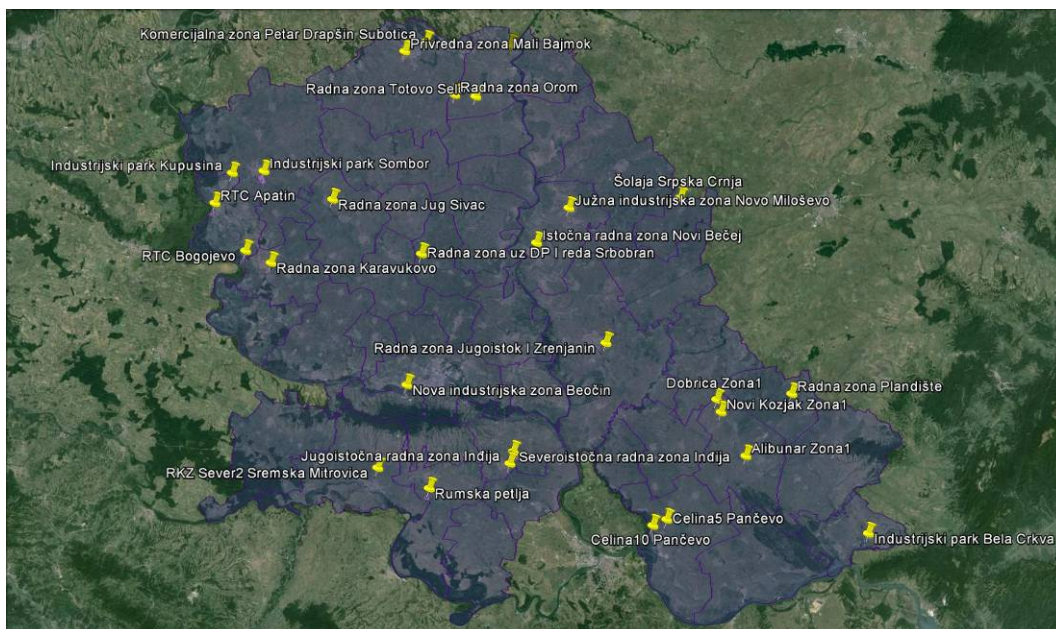 Komercijalna zona Petar Drapšin Subotica
Privredna zona Mali Bajmok
Radna zona Totovo Sel
Radna zona Orom
Industrijski park Kupusina
Industrijski park Sombor
Šolaja Srpska Crnja
RTC Apatin
Radna zona Jug Sivac
Južna industrijska zona Novo Miloševo
Istočna radna zona Novi Bečej
RTC Bogojevo
Radna zona uz DP I reda Srbobran
Radna zona Karavukovo
Radna zona Jugoistok I Zrenjanin
Nova industrijska zona Beočin
Dobrica Zona1
Radna zona Plandište
Novi Kozjak Zona1
Jugoistočna radna zona Inđija
Severoistočna radna zona Inđija
Alibunar Zona1
RKZ Sever2 Sremska Mitrovica
Rumska petlja
Celina5 Pančevo
Celina10 Pančevo
Industrijski park Bela Crkva